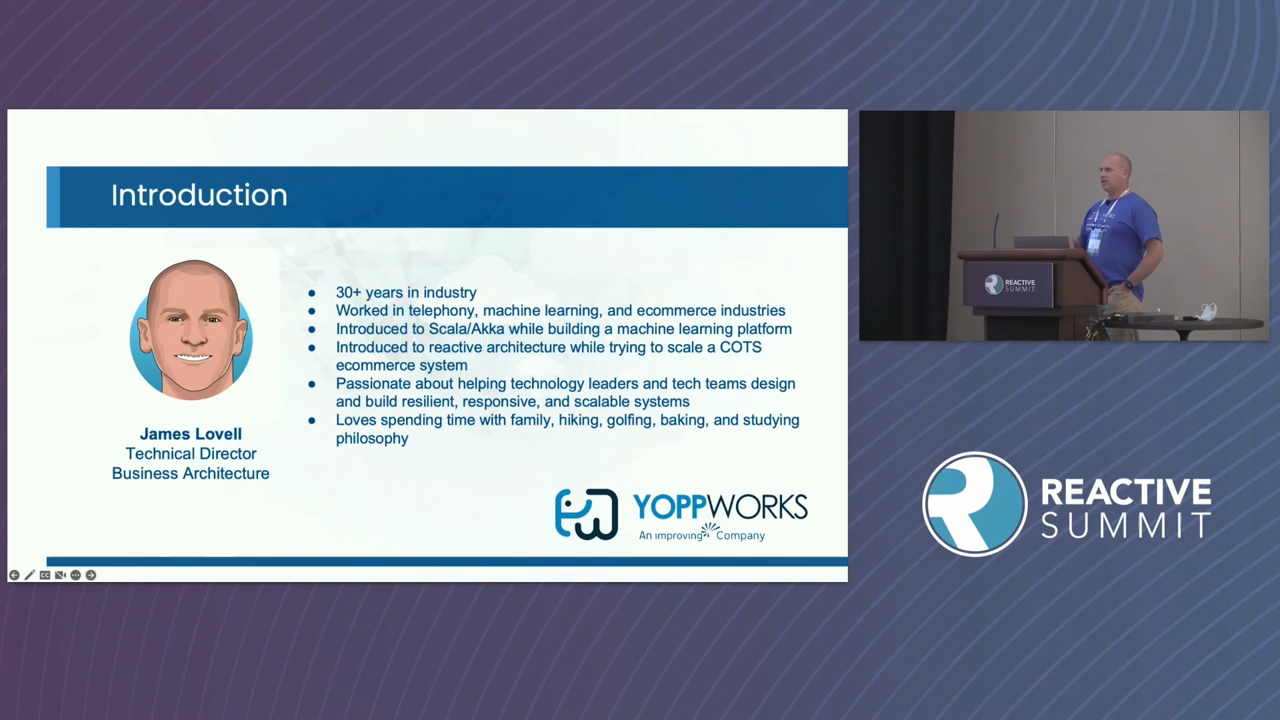 Introduction
30+ years in industry
Worked in telephony, machine learning, and ecommerce industries
Introduced to Scala/Akka while building a machine learning platform
Introduced to reactive architecture while trying to scale a COTS
ecommerce system
Passionate about helping technology leaders and tech teams design
and build resilient, responsive, and scalable systems
Loves spending time with family, hiking, golfing, baking, and studying
philosophy
James Lovell
Technical Director
Business Architecture
YOPPWORKS
An improving Company
CC
REACTIVE
SUMMIT
REACTIVE
SUMMIT